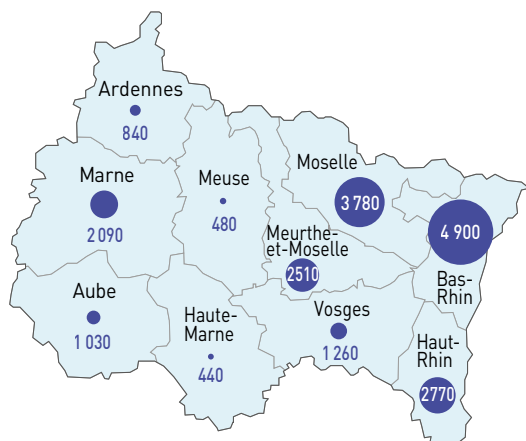 Ardennes
840
Marne
2 090
Meuse
480
Moselle
3 780
Meurthe-
et-Moselle
2510
4 900
Bas-
Rhin
Aube
1 030
Haute-
Marne
440
Vosges
1 260
Haut-
Rhin
2770